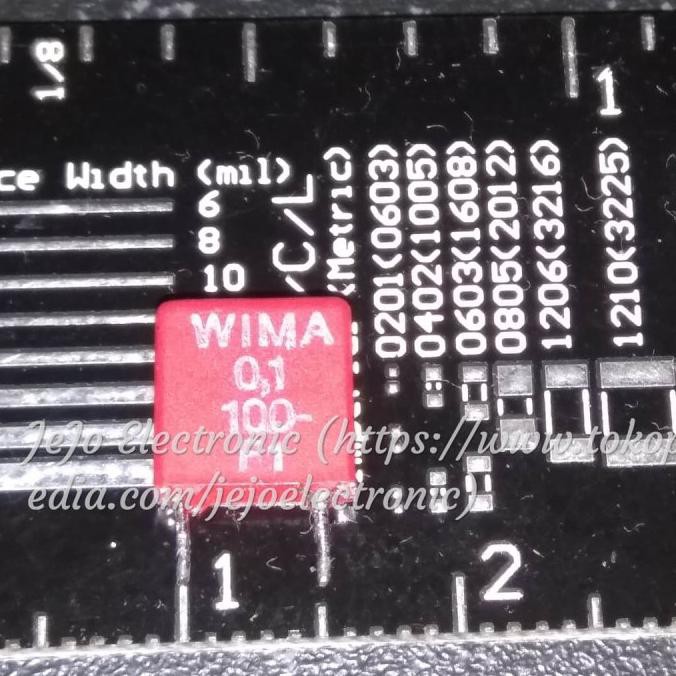 1/8
1
ce Width (mil)
6
8
10
/C/L
(Metric)
0201(0603)
0402(1005)
0603(1608)
0805(2012)
1206(3216)
1210(3225)
WIMA
0,1
100-
JeJo Electronic (https://www.tokop
edia.com/jejoelectronic)
1
2